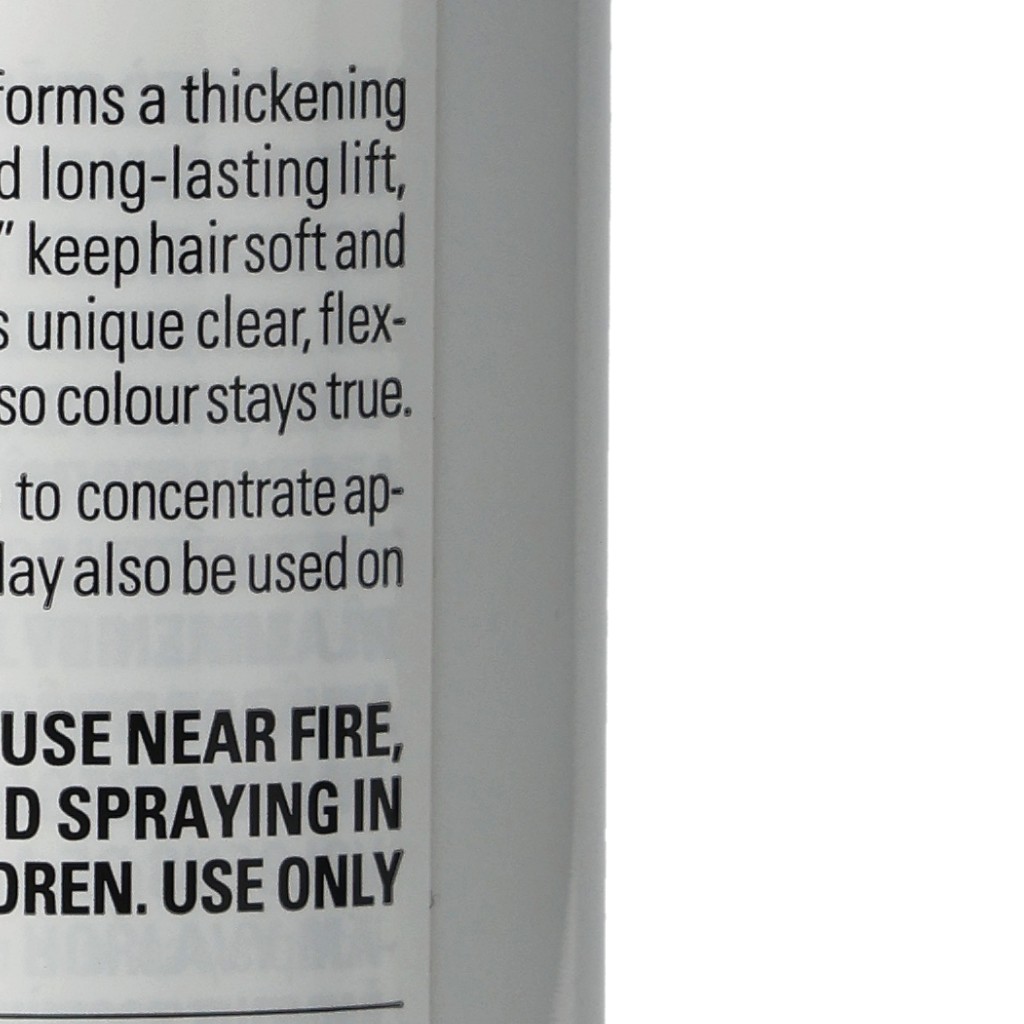 forms a thickening
d long-lasting lift,
" keep hair soft and
s unique clear, flex-
so colour stays true.
to concentrate ap-
lay also be used on
USE NEAR FIRE,
D SPRAYING IN
DREN. USE ONLY